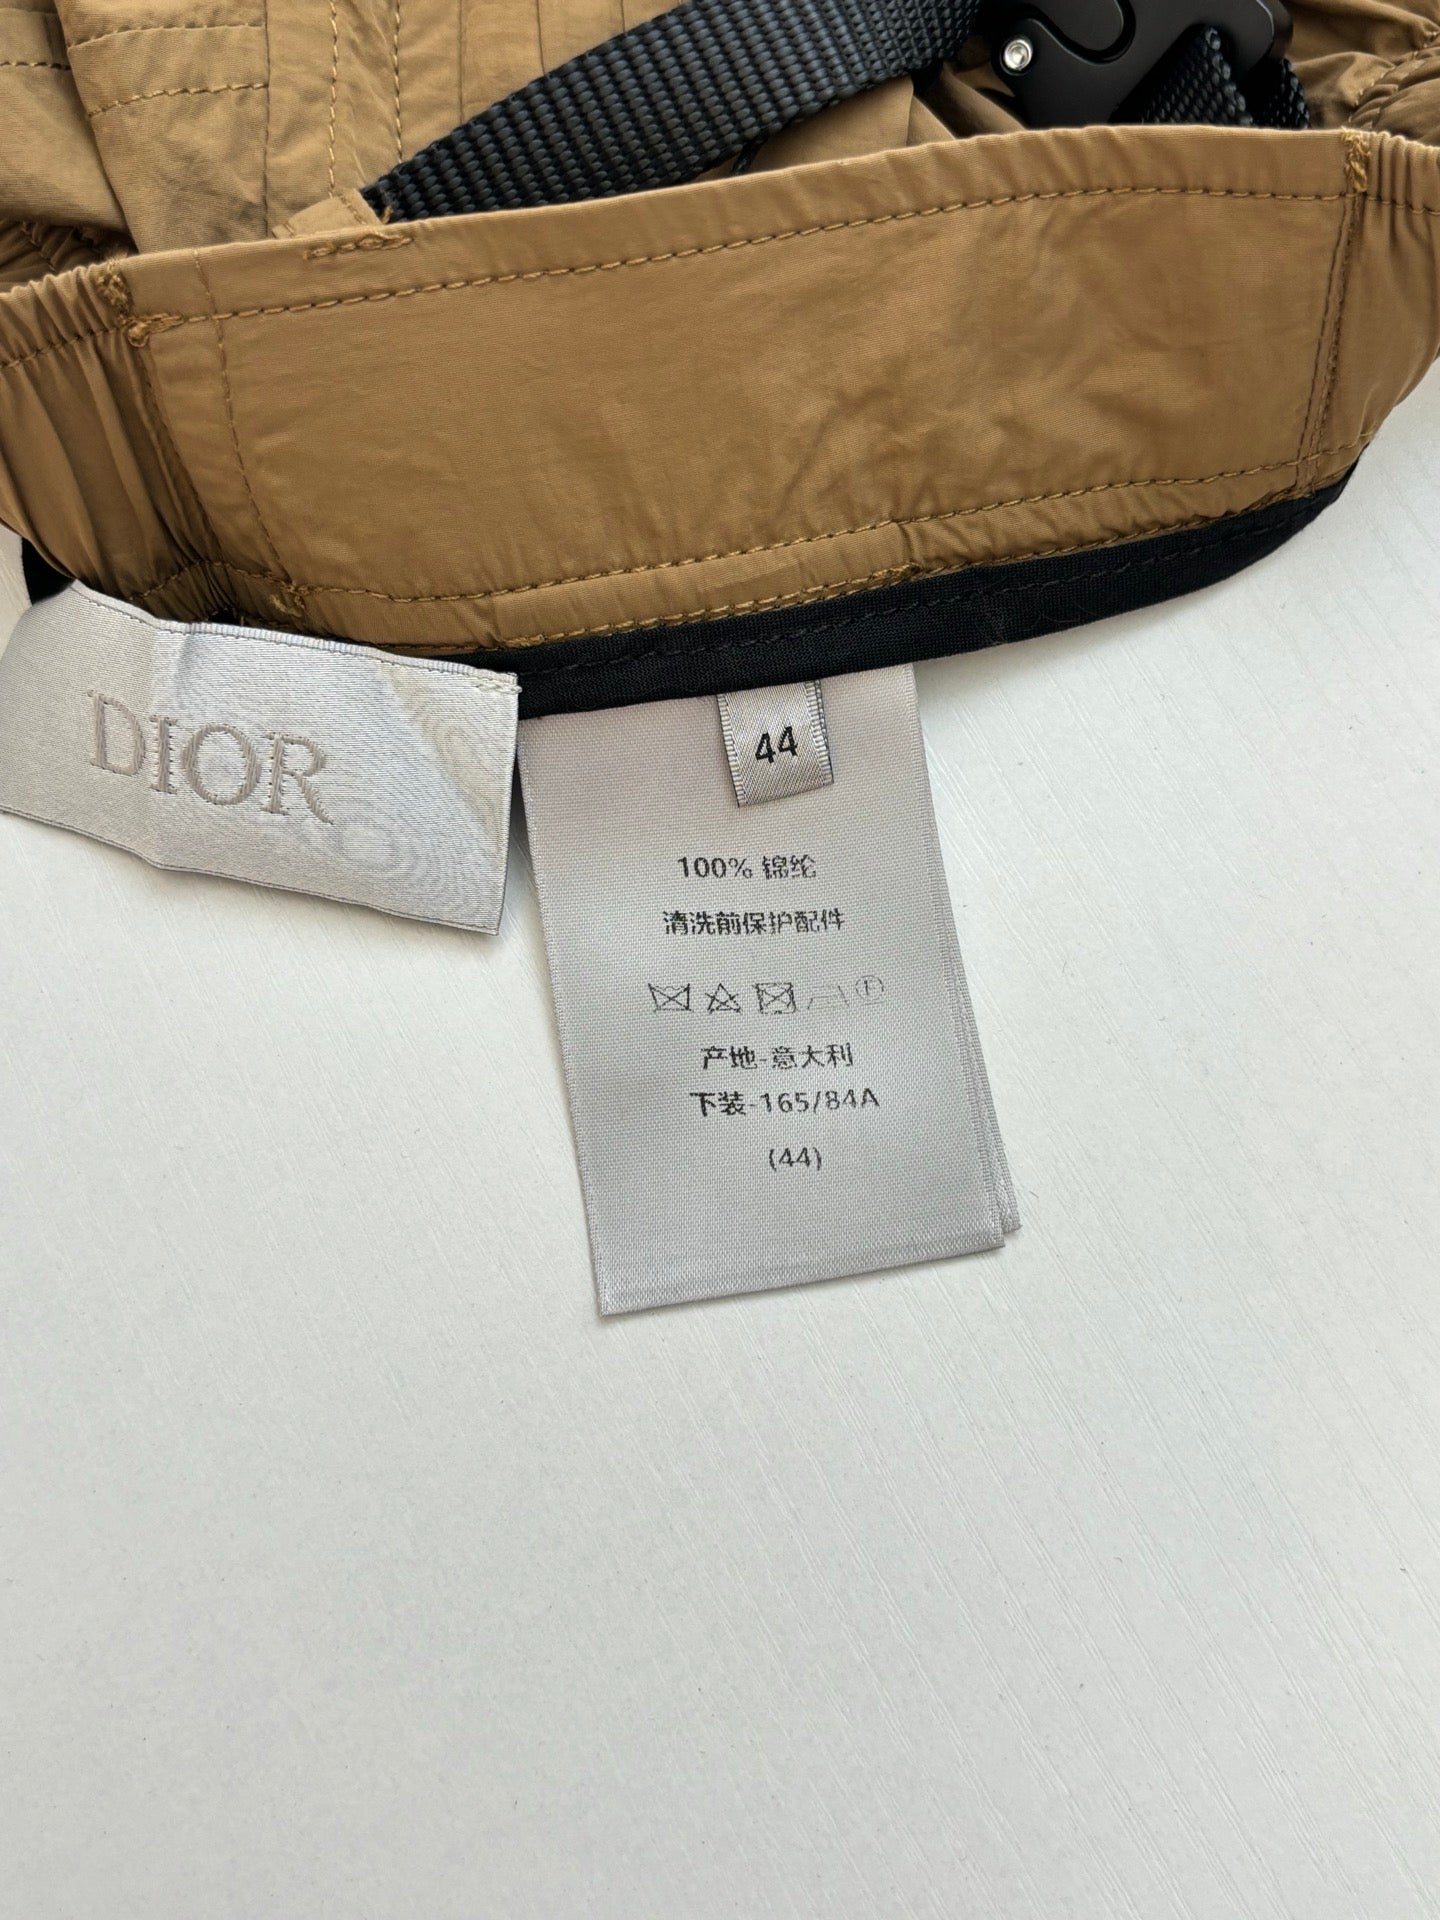 DIOR
44
100% 锦纶
清洗前保护配件
F
产地-意大利
下装-165/84A
(44)